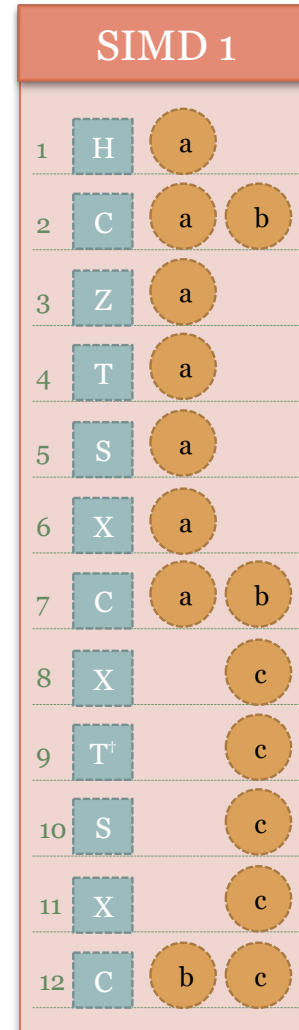 SIMD 1
1 H a
2 C a b
3 Z a
4 T a
5 S a
6 X a
7 C a b
8 X c
9 T† c
10 S c
11 X c
12 C b c